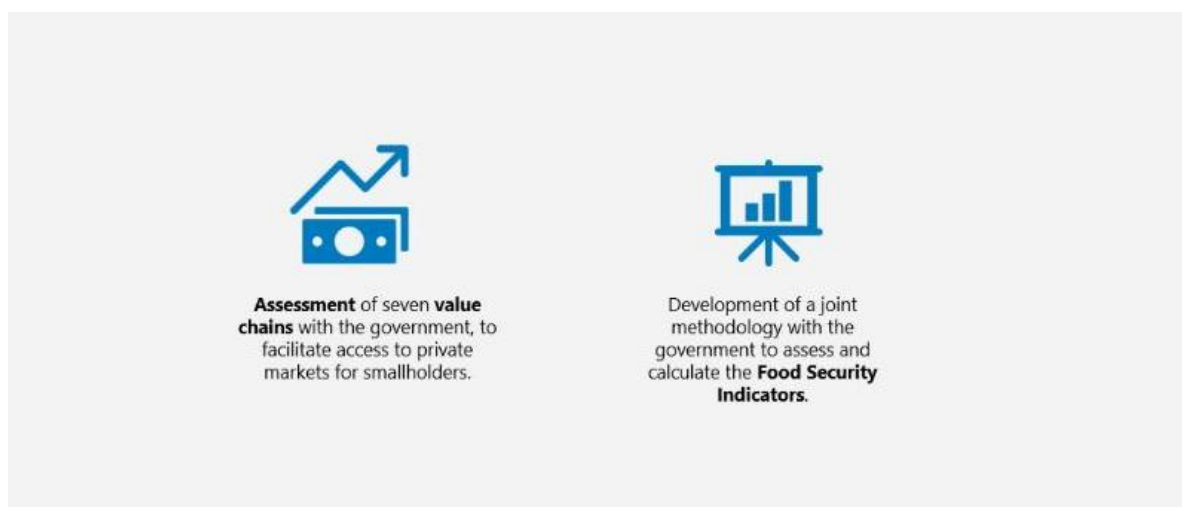 Assessment of seven value
chains with the government, to
facilitate access to private
markets for smallholders.
Development of a joint
methodology with the
government to assess and
calculate the Food Security
Indicators.